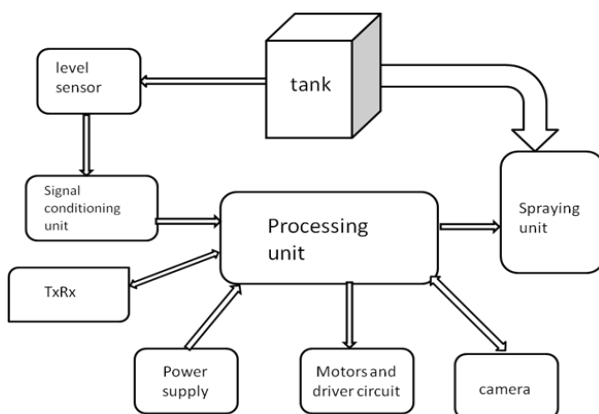 level
sensor
tank
Signal
conditioning
unit
Processing
unit
Spraying
unit
TxRx
Power
supply
Motors and
driver circuit
camera